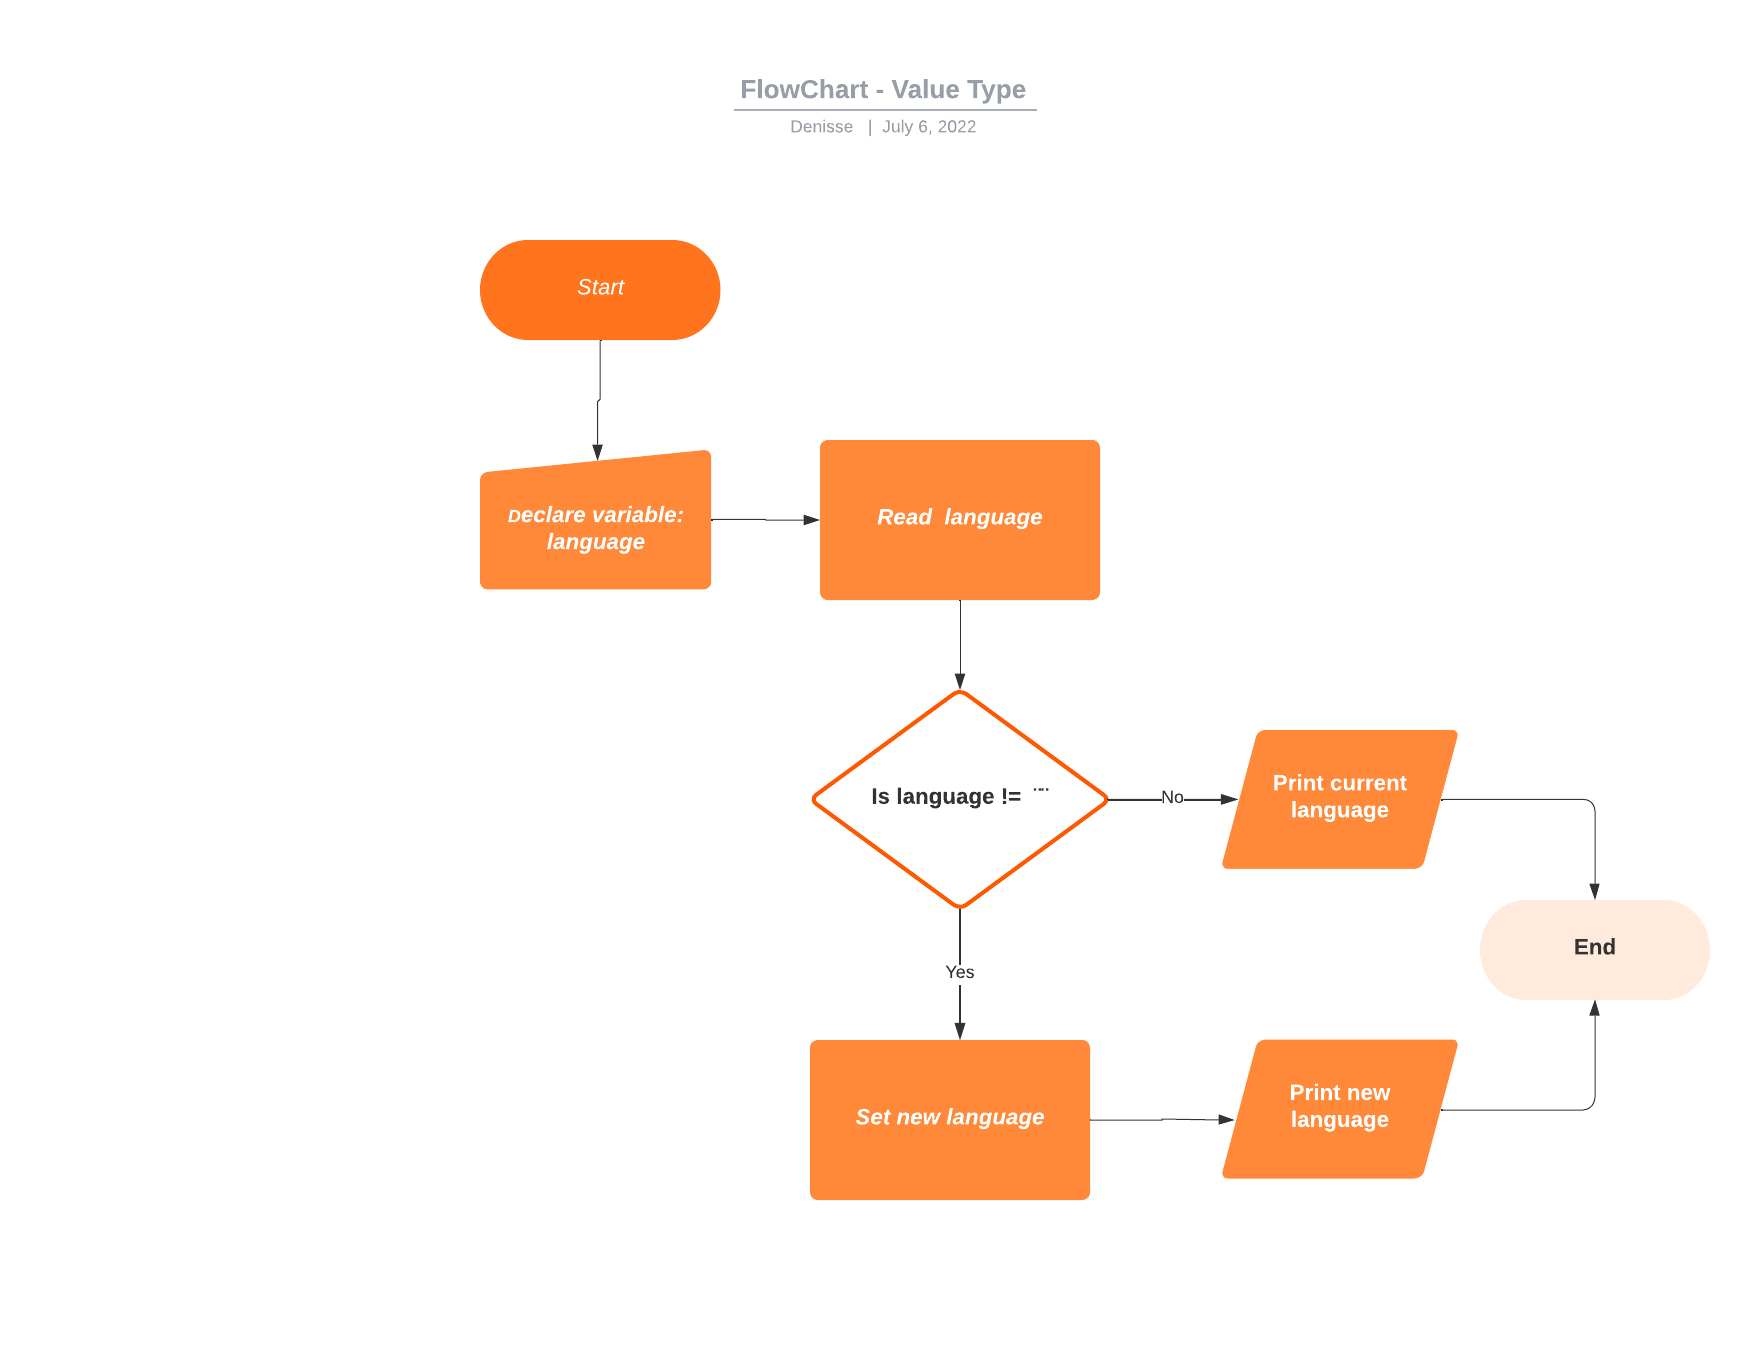 FlowChart - Value Type
Denisse | July 6, 2022
Start
Declare variable:
language
Read language
Is language != ¨¨
No
Print current
language
End
Yes
Set new language
Print new
language